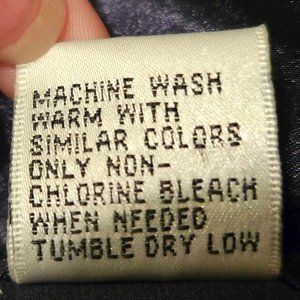 MACHINE WASH
WARM WITH
SIMILAR COLORS
ONLY NON-
CHLORINE BLEACH
WHEN NEEDED
TUMBLE DRY LOW